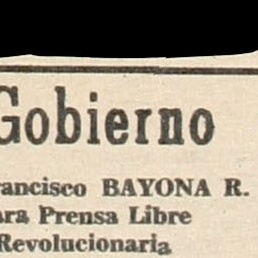 Gobierno
rancisco BAYONA R.
ara Prensa Libre
Revolucionaria